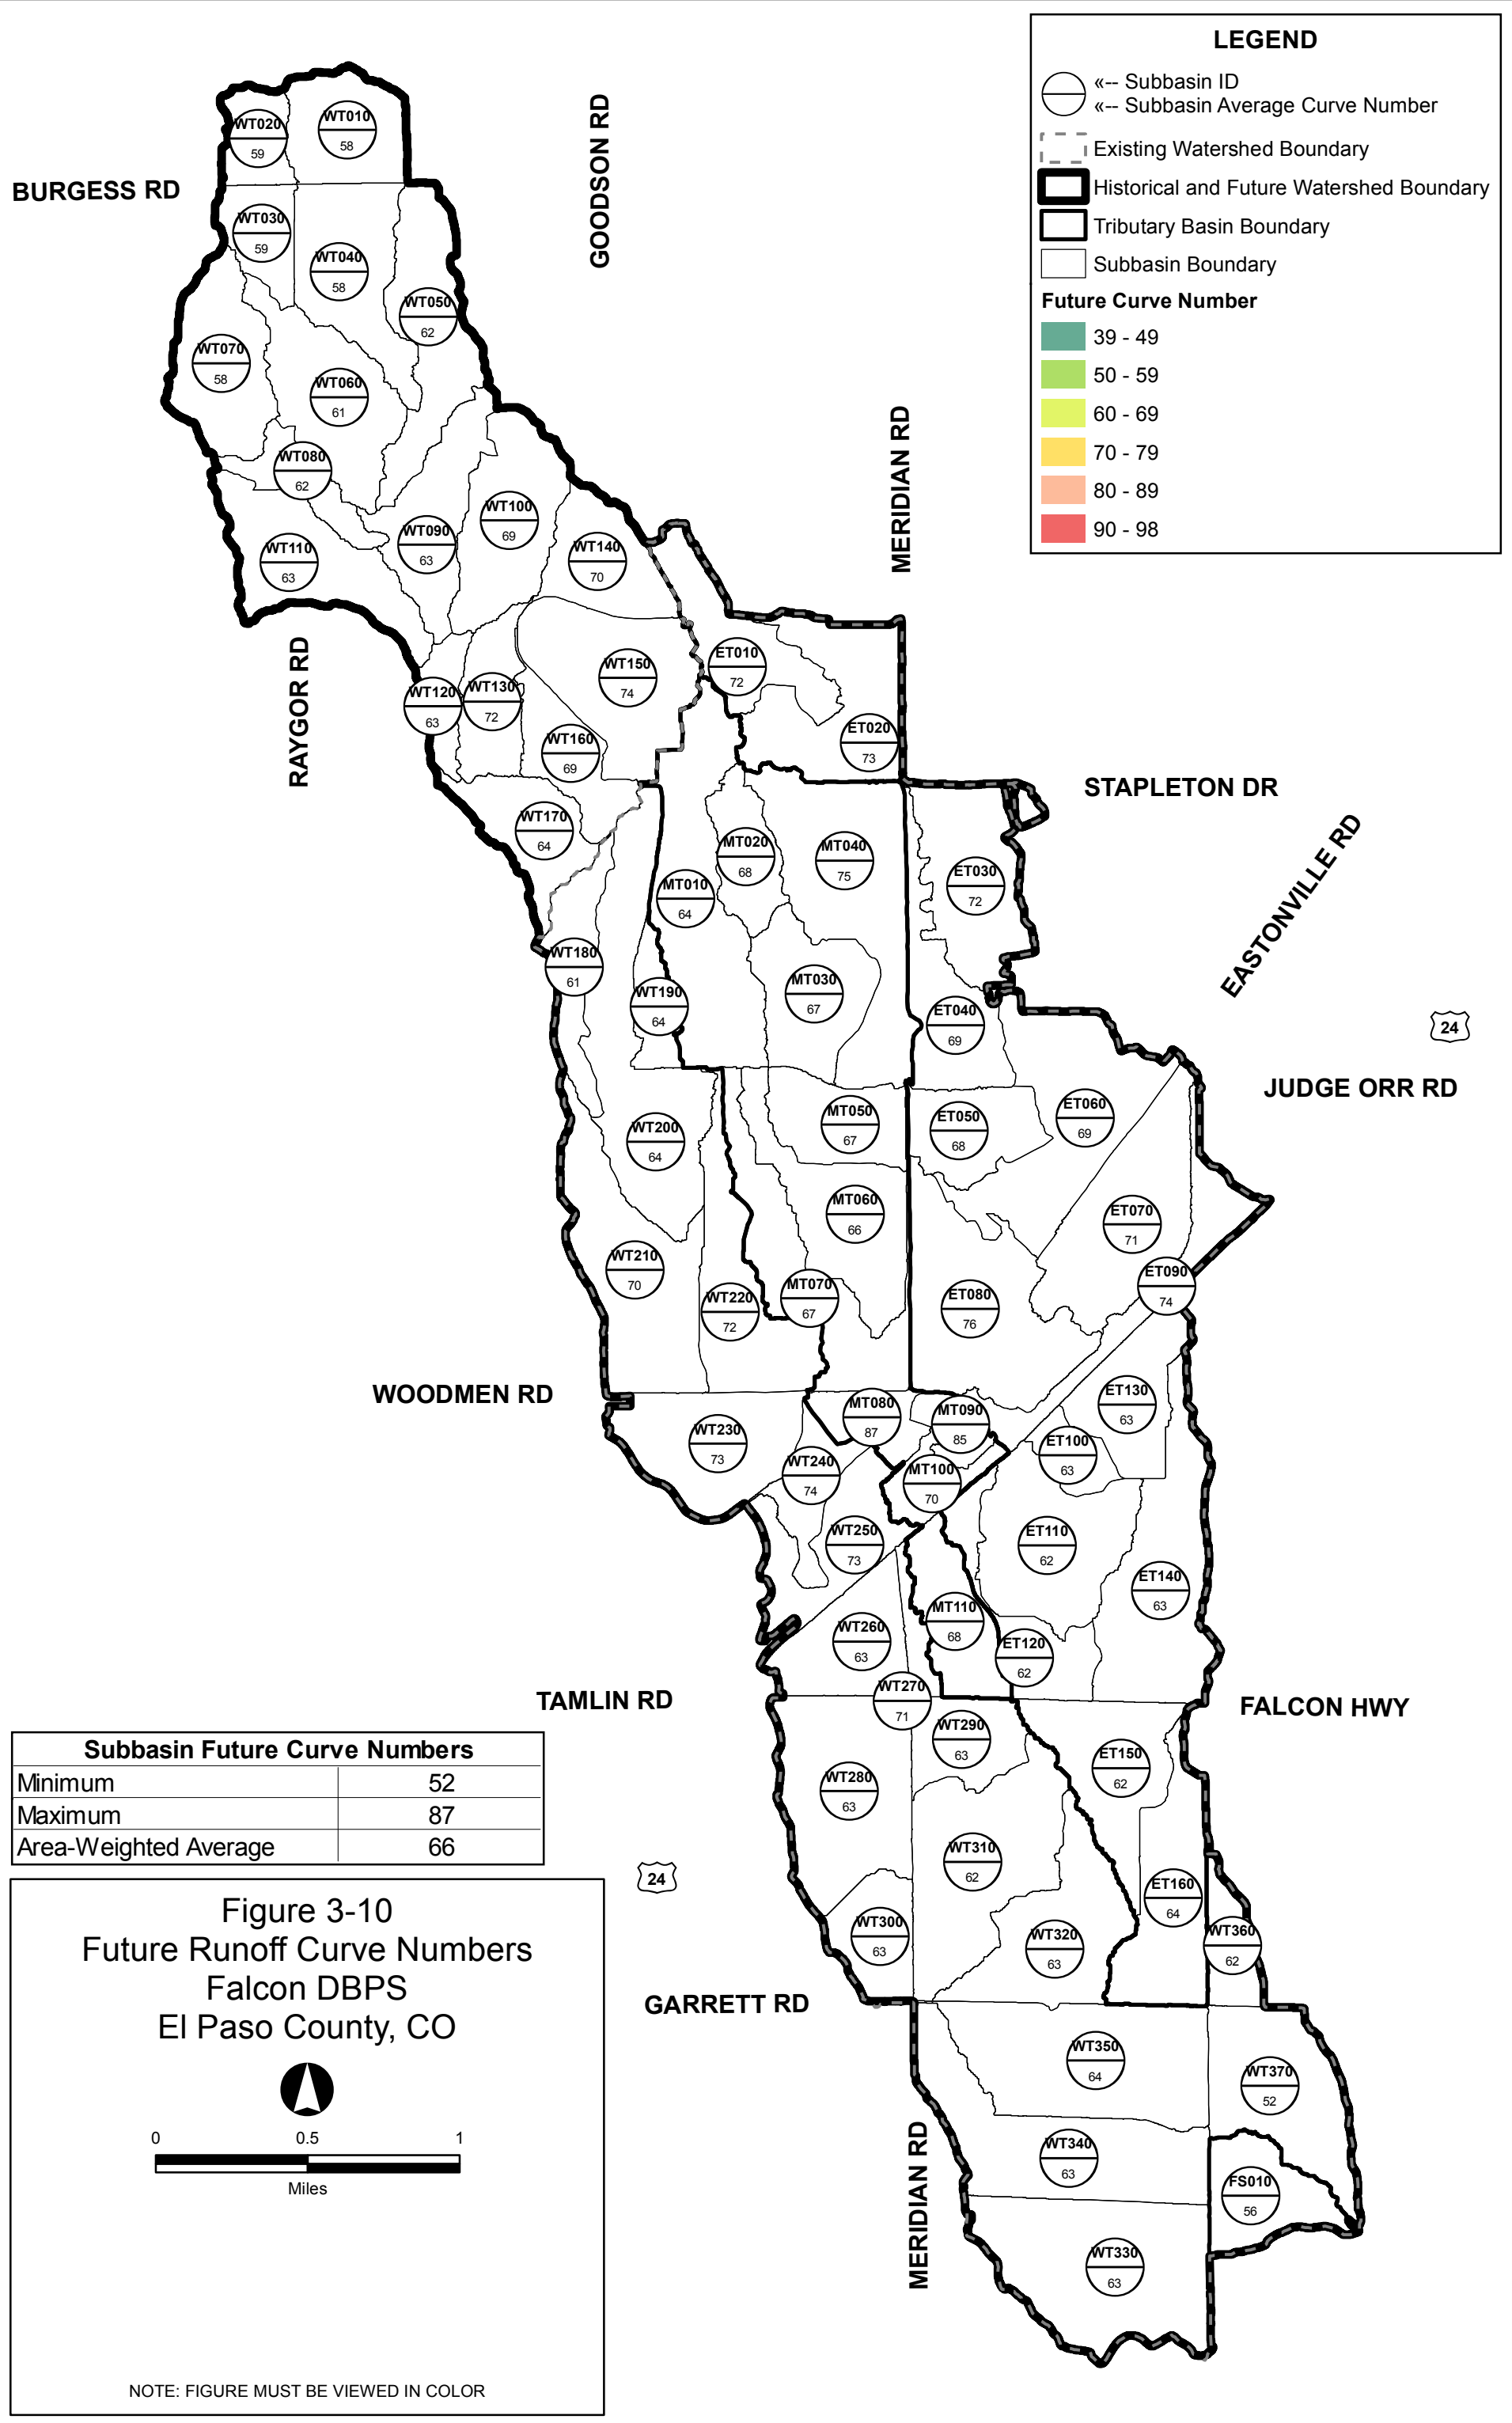 LEGEND
«-- Subbasin ID
«-- Subbasin Average Curve Number
Existing Watershed Boundary
Historical and Future Watershed Boundary
Tributary Basin Boundary
Subbasin Boundary
Future Curve Number
39 - 49
50 - 59
60 - 69
70 - 79
80 - 89
90 - 98
BURGESS RD
GOODSON RD
MERIDIAN RD
RAYGOR RD
STAPLETON DR
EASTONVILLE RD
24
JUDGE ORR RD
WOODMEN RD
TAMLIN RD
FALCON HWY
24
GARRETT RD
MERIDIAN RD
WT010
58
WT020
59
WT030
59
WT040
58
WT050
62
WT070
58
WT060
61
WT080
62
WT100
69
WT090
63
WT110
63
WT140
70
WT150
74
ET010
72
WT120
63
WT130
72
ET020
73
WT160
69
WT170
64
MT020
68
MT040
75
ET030
72
MT010
64
WT180
61
MT030
67
WT190
64
ET040
69
MT050
67
ET050
68
ET060
69
WT200
64
MT060
66
ET070
71
WT210
70
ET090
74
MT070
67
WT220
72
ET080
76
ET130
63
MT080
87
MT090
85
WT230
73
ET100
63
WT240
74
MT100
70
WT250
73
ET110
62
ET140
63
MT110
68
WT260
63
ET120
62
WT270
71
WT290
63
ET150
62
WT280
63
WT310
62
ET160
64
WT300
63
WT320
63
WT360
62
WT350
64
WT370
52
WT340
63
FS010
56
WT330
63
Subbasin Future Curve Numbers
Minimum 52
Maximum 87
Area-Weighted Average 66
Figure 3-10
Future Runoff Curve Numbers
Falcon DBPS
El Paso County, CO
0 0.5 1
Miles
NOTE: FIGURE MUST BE VIEWED IN COLOR